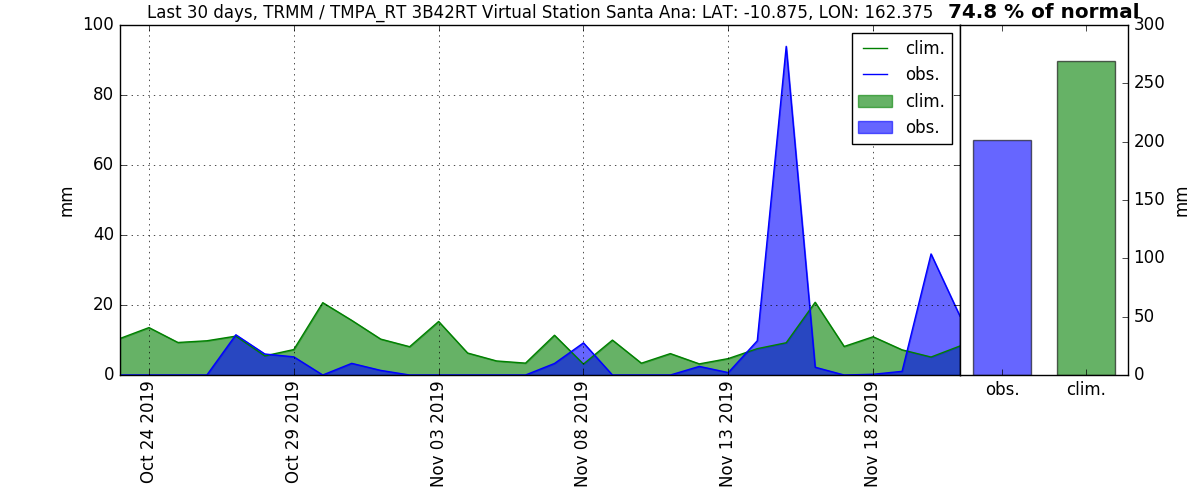 Last 30 days, TRMM / TMPA_RT 3B42RT Virtual Station Santa Ana: LAT: -10.875, LON: 162.375
74.8 % of normal
100
80
60
40
20
0
mm
clim.
obs.
clim.
obs.
300
250
200
150
100
50
0
mm
Oct 24 2019
Oct 29 2019
Nov 03 2019
Nov 08 2019
Nov 13 2019
Nov 18 2019
obs.
clim.